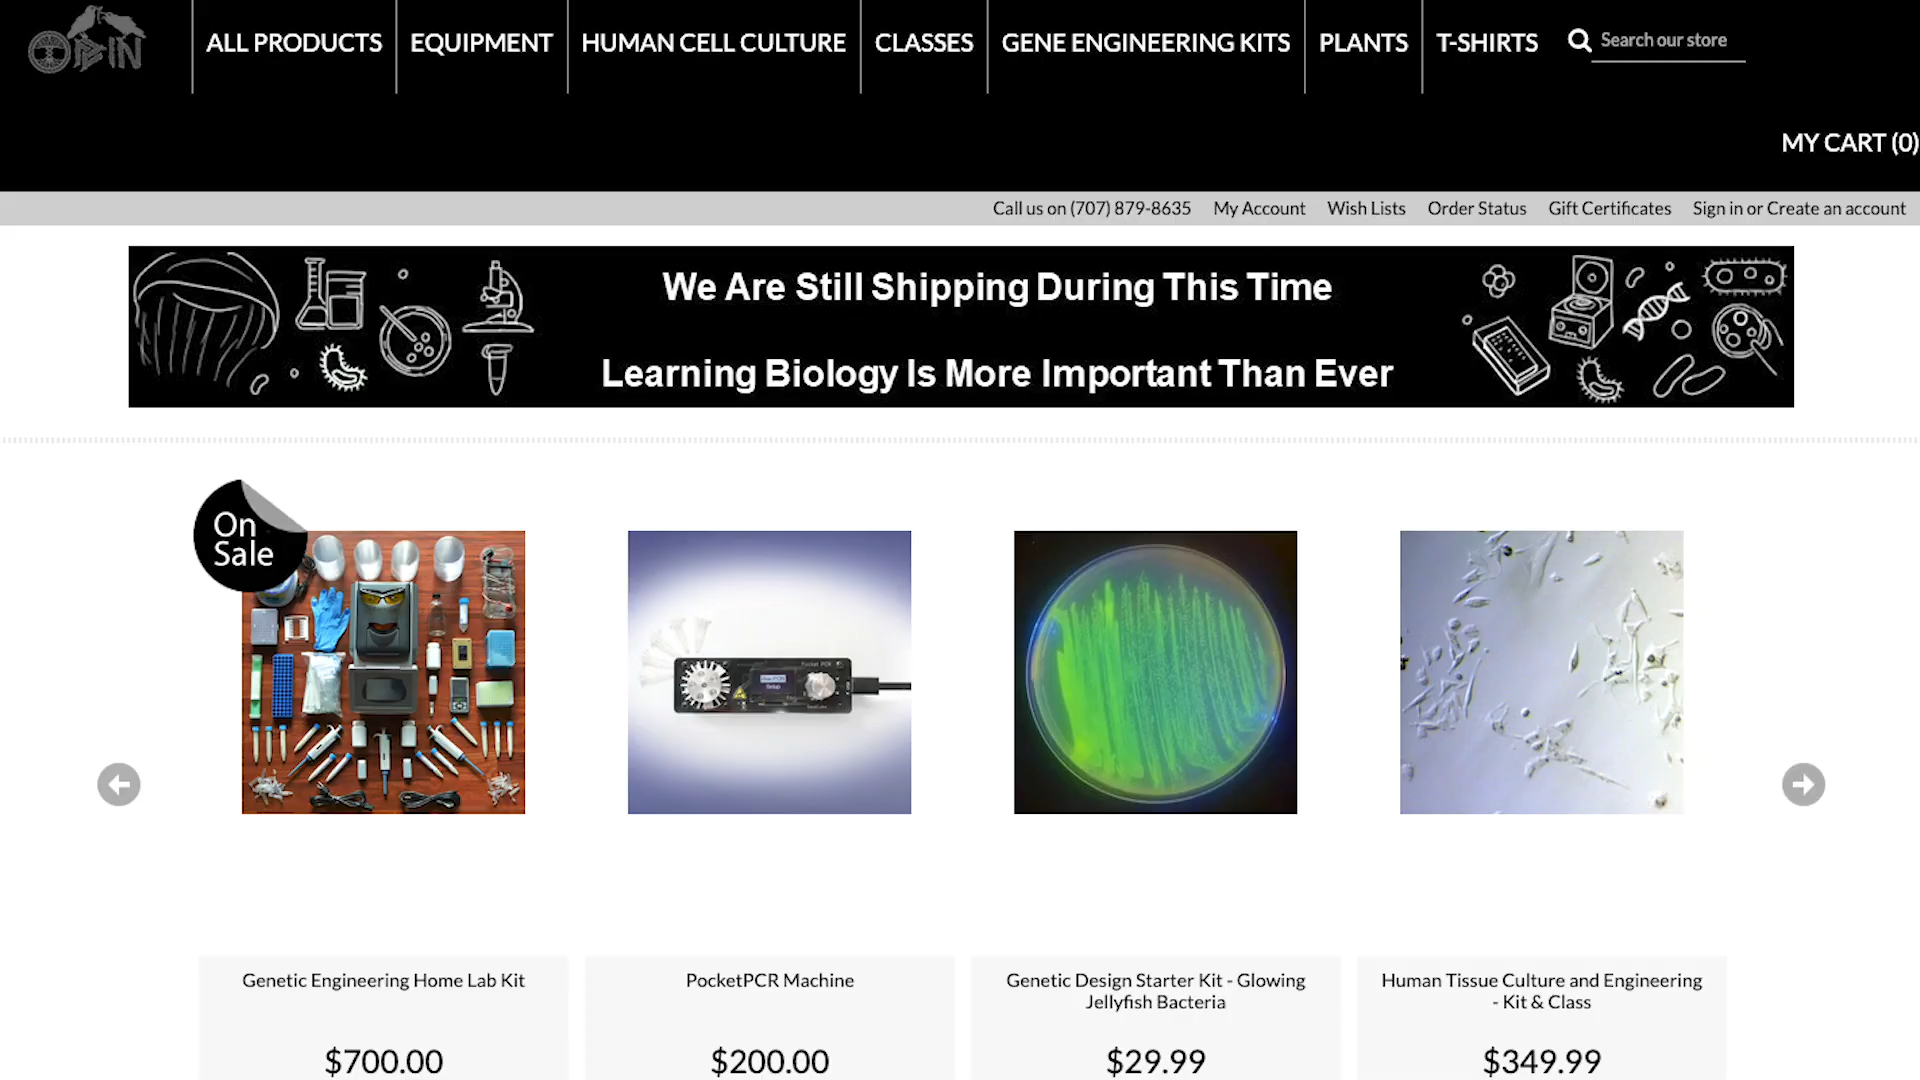 ODIN
ALL PRODUCTS
EQUIPMENT
HUMAN CELL CULTURE
CLASSES
GENE ENGINEERING KITS
PLANTS
T-SHIRTS
Search our store
MY CART (0)
Call us on (707) 879-8635
My Account
Wish Lists
Order Status
Gift Certificates
Sign in or Create an account
We Are Still Shipping During This Time
Learning Biology Is More Important Than Ever
On
Sale
Pocket PCR
Genetic Engineering Home Lab Kit
PocketPCR Machine
Genetic Design Starter Kit - Glowing
Jellyfish Bacteria
Human Tissue Culture and Engineering
- Kit & Class
$700.00
$200.00
$29.99
$349.99